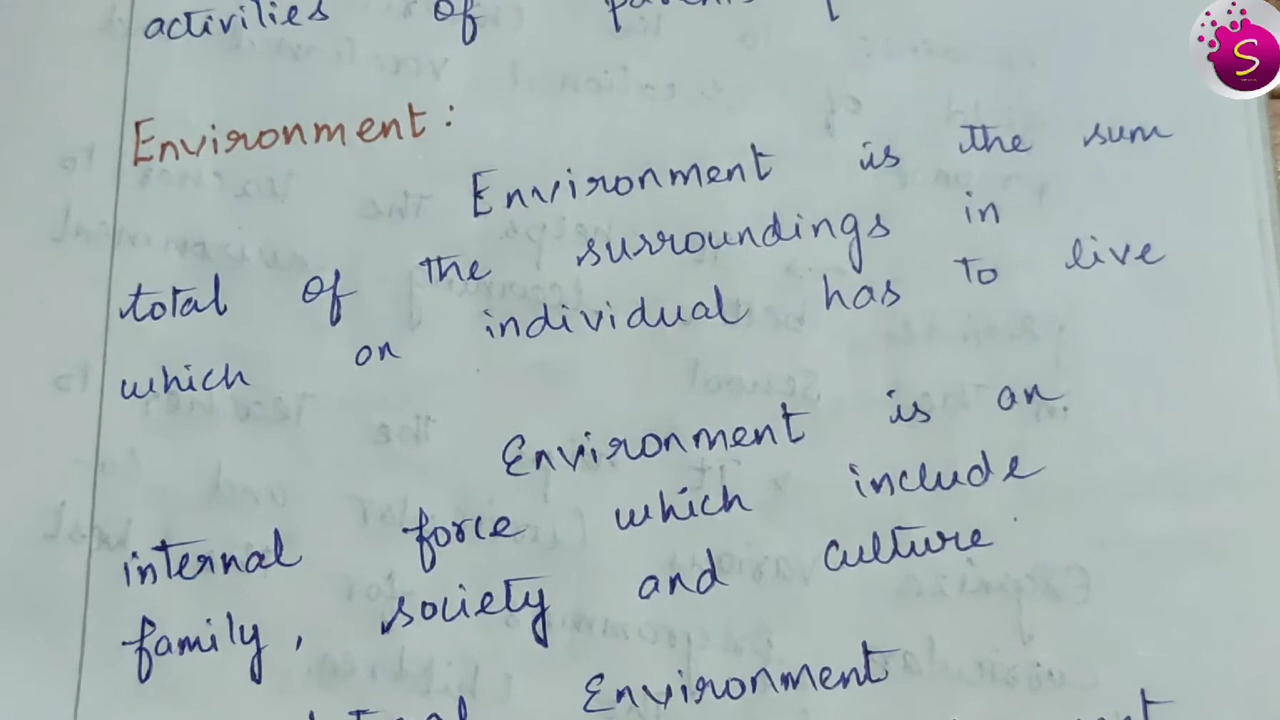 activities of
Environment:
Environment is the sum
total of the surroundings in
which an individual has to live
Environment is an
internal force which include
family, society and culture
Environment
S